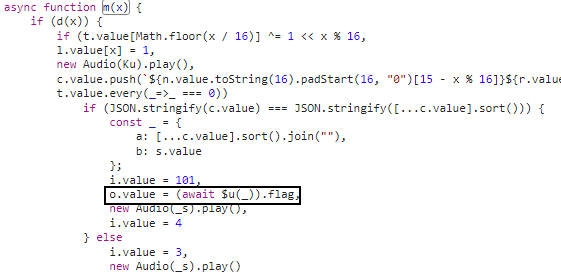 async function m(x) {
if (d(x)) {
if (t.value[Math.floor(x / 16)] ^= 1 << x % 16,
l.value[x] = 1,
new Audio(Ku).play(),
c.value.push(`${n.value.toString(16).padStart(16, "0")[15 - x % 16]}${r.value
t.value.every(_=>_ === 0))
if (JSON.stringify(c.value) === JSON.stringify([...c.value].sort())) {
const _ = {
a: [...c.value].sort().join(""),
b: s.value
};
i.value = 101,
o.value = (await $u(_)).flag,
new Audio(_s).play(),
i.value = 4
} else
i.value = 3,
new Audio(_s).play()